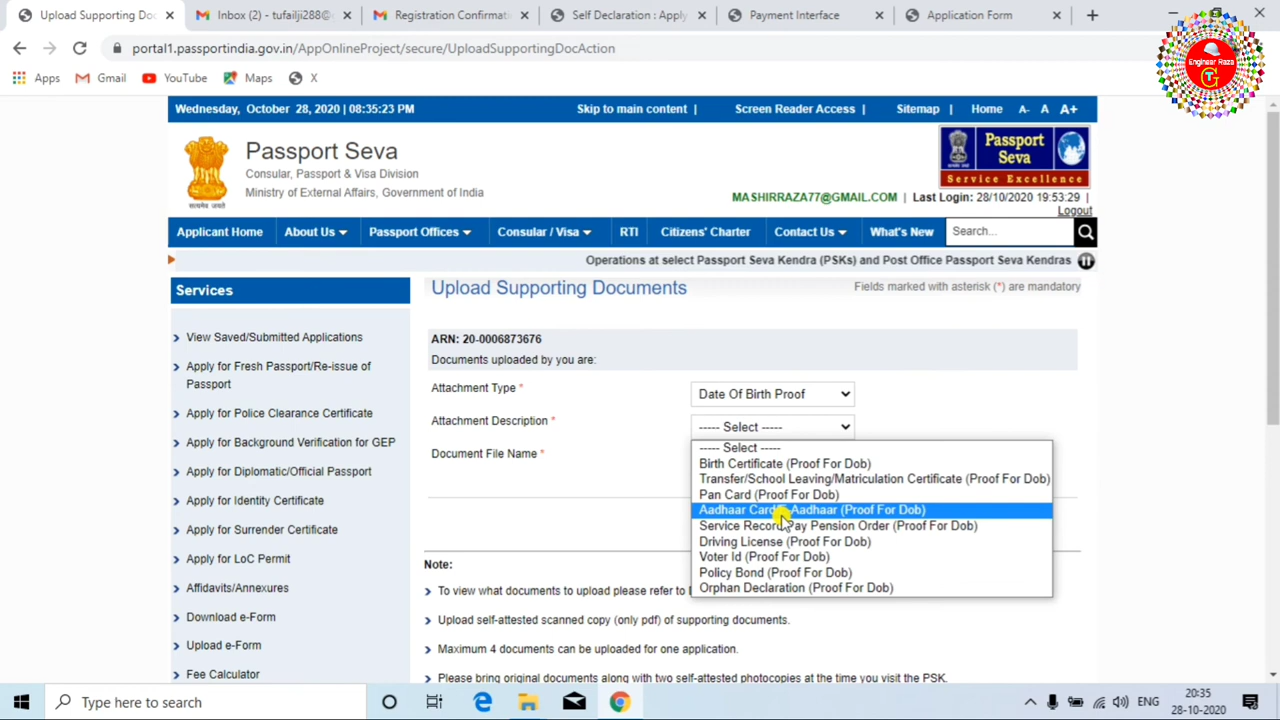 Upload Supporting Doc
Inbox (2) - tufailji288@
Registration Confirmat
Self Declaration : Apply
Payment Interface
Application Form
portal1.passportindia.gov.in/AppOnlineProject/secure/UploadSupportingDocAction
Apps
Gmail
YouTube
Maps
X
Engineer Raza
TG
Wednesday, October 28, 2020 | 08:35:23 PM
Skip to main content |
Screen Reader Access |
Sitemap |
Home
A-
A
A+
Passport Seva
Consular, Passport & Visa Division
Ministry of External Affairs, Government of India
सत्यमेव जयते
Passport
Seva
Service Excellence
MASHIRRAZA77@GMAIL.COM | Last Login: 28/10/2020 19:53:29 |
Logout
Applicant Home
About Us
Passport Offices
Consular / Visa
RTI
Citizens' Charter
Contact Us
What's New
Search...
Operations at select Passport Seva Kendra (PSKs) and Post Office Passport Seva Kendras
Services
View Saved/Submitted Applications
Apply for Fresh Passport/Re-issue of
Passport
Apply for Police Clearance Certificate
Apply for Background Verification for GEP
Apply for Diplomatic/Official Passport
Apply for Identity Certificate
Apply for Surrender Certificate
Apply for LoC Permit
Affidavits/Annexures
Download e-Form
Upload e-Form
Fee Calculator
Upload Supporting Documents
Fields marked with asterisk (*) are mandatory
ARN: 20-0006873676
Documents uploaded by you are:
Attachment Type *
Date Of Birth Proof
Attachment Description *
----- Select -----
Document File Name *
----- Select -----
Birth Certificate (Proof For Dob)
Transfer/School Leaving/Matriculation Certificate (Proof For Dob)
Pan Card (Proof For Dob)
Aadhaar Card/ Aadhaar (Proof For Dob)
Service Record Pay Pension Order (Proof For Dob)
Driving License (Proof For Dob)
Voter Id (Proof For Dob)
Policy Bond (Proof For Dob)
Orphan Declaration (Proof For Dob)
Note:
To view what documents to upload please refer to
Upload self-attested scanned copy (only pdf) of supporting documents.
Maximum 4 documents can be uploaded for one application.
Please bring original documents along with two self-attested photocopies at the time you visit the PSK.
Type here to search
ENG
20:35
28-10-2020